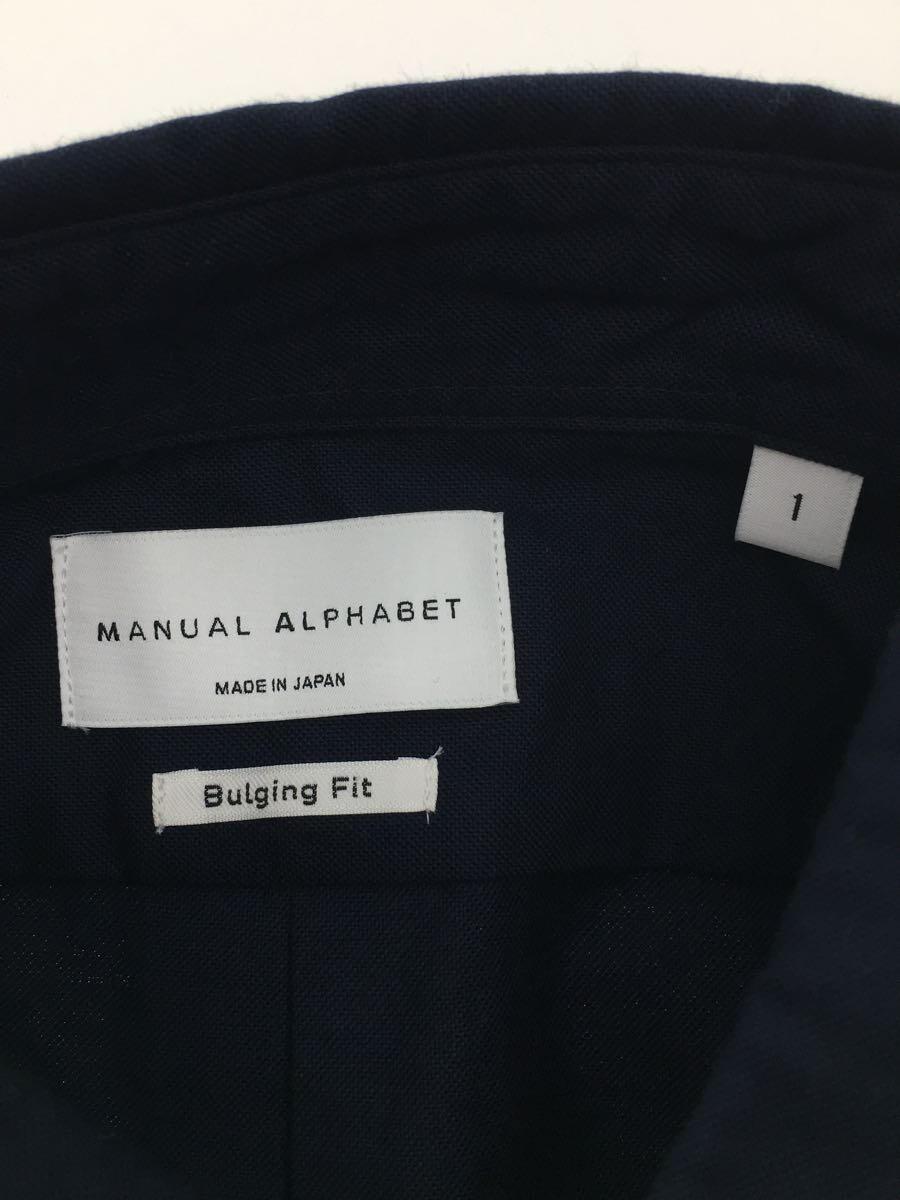 1
MANUAL ALPHABET
MADE IN JAPAN
Bulging Fit